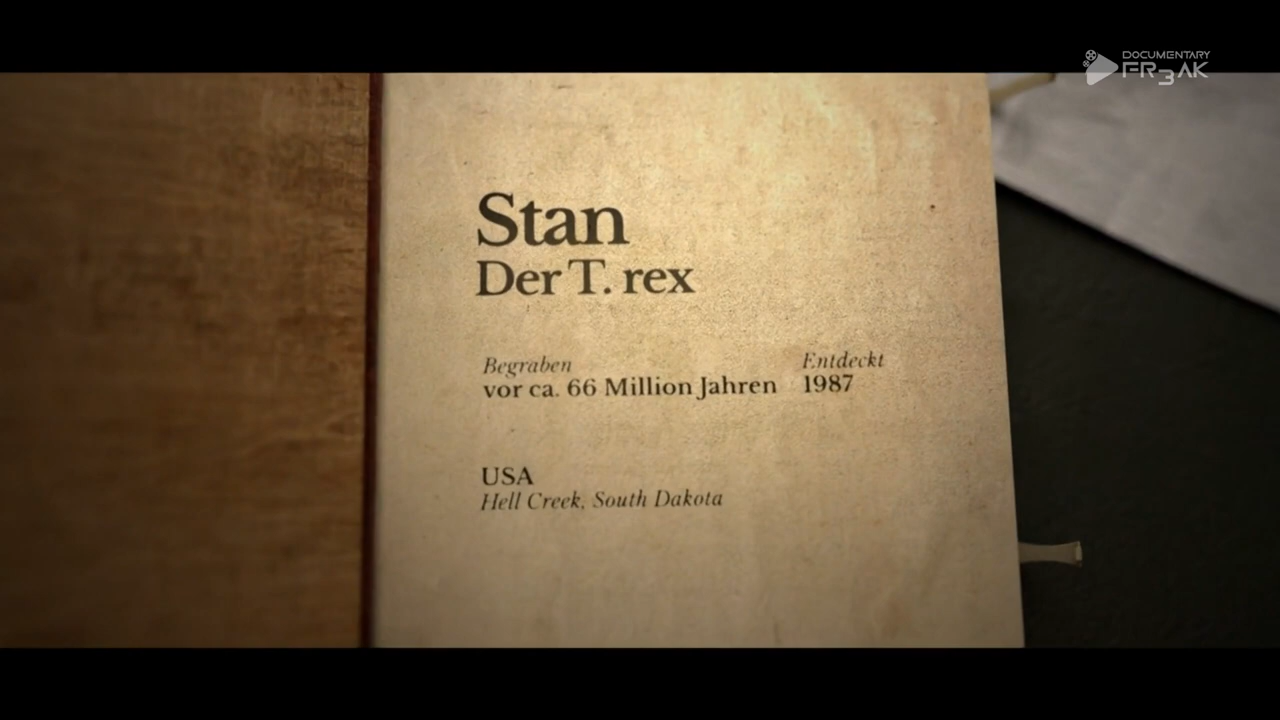 DOCUMENTARY
FR3AK
Stan
Der T. rex
Begraben
vor ca. 66 Million Jahren
Entdeckt
1987
USA
Hell Creek, South Dakota